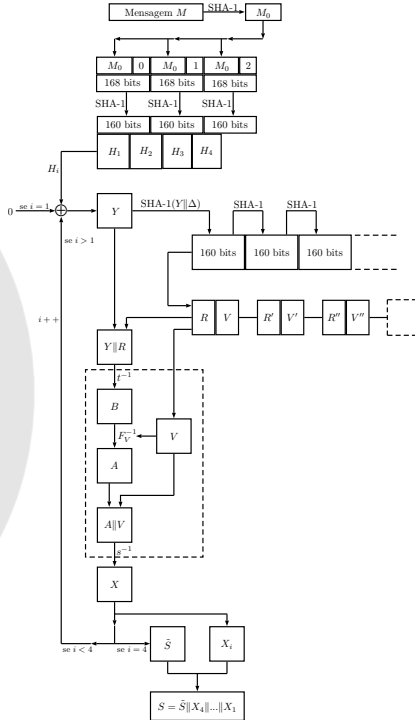 Mensagem M SHA-1 M₀
M₀ 0 M₀ 1 M₀ 2
168 bits 168 bits 168 bits
SHA-1 SHA-1 SHA-1
160 bits 160 bits 160 bits
H₁ H₂ H₃ H₄
Hᵢ
0 se i = 1 Y SHA-1(Y‖Δ) SHA-1 SHA-1
se i > 1
160 bits 160 bits 160 bits
i++
R V R′ V′ R′′ V′′
Y‖R
t⁻¹
B
F_V⁻¹ V
A
A‖V
s⁻¹
X
se i < 4 se i = 4 S̃ Xᵢ
S = S̃‖X₄‖...‖X₁